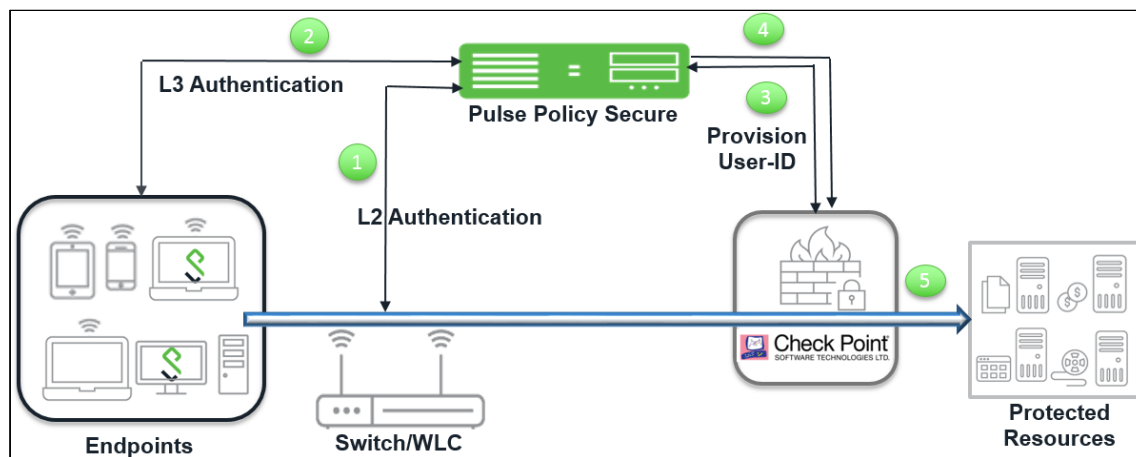 2
4
L3 Authentication
Pulse Policy Secure
3
Provision
User-ID
1
L2 Authentication
5
Check Point
SOFTWARE TECHNOLOGIES LTD.
Endpoints
Switch/WLC
Protected
Resources